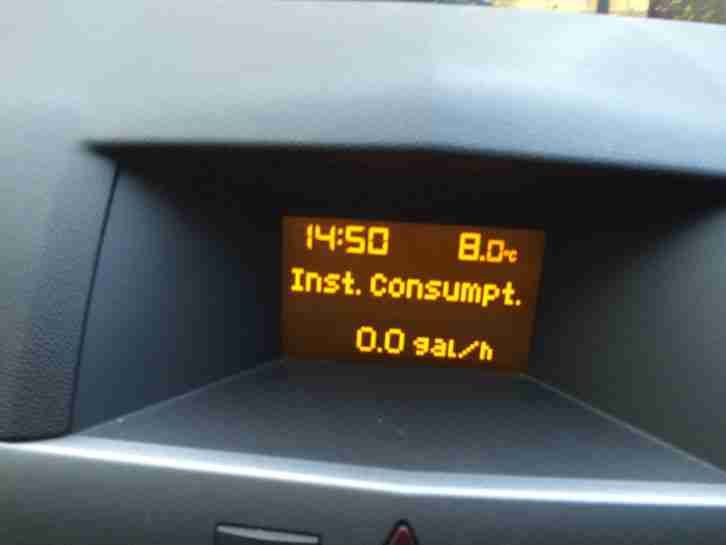 14:50 8.0°C
Inst. Consumpt.
0.0 gal/h